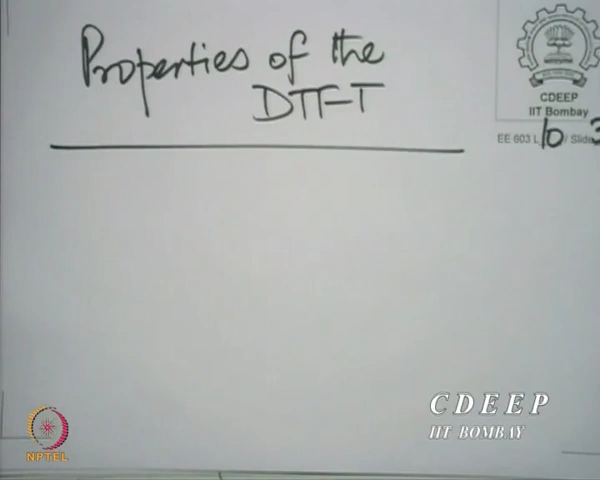 Properties of the
DTFT
CDEEP
IIT Bombay
EE 603 L 10 / Slide 3
CDEEP
IIT BOMBAY
NPTEL